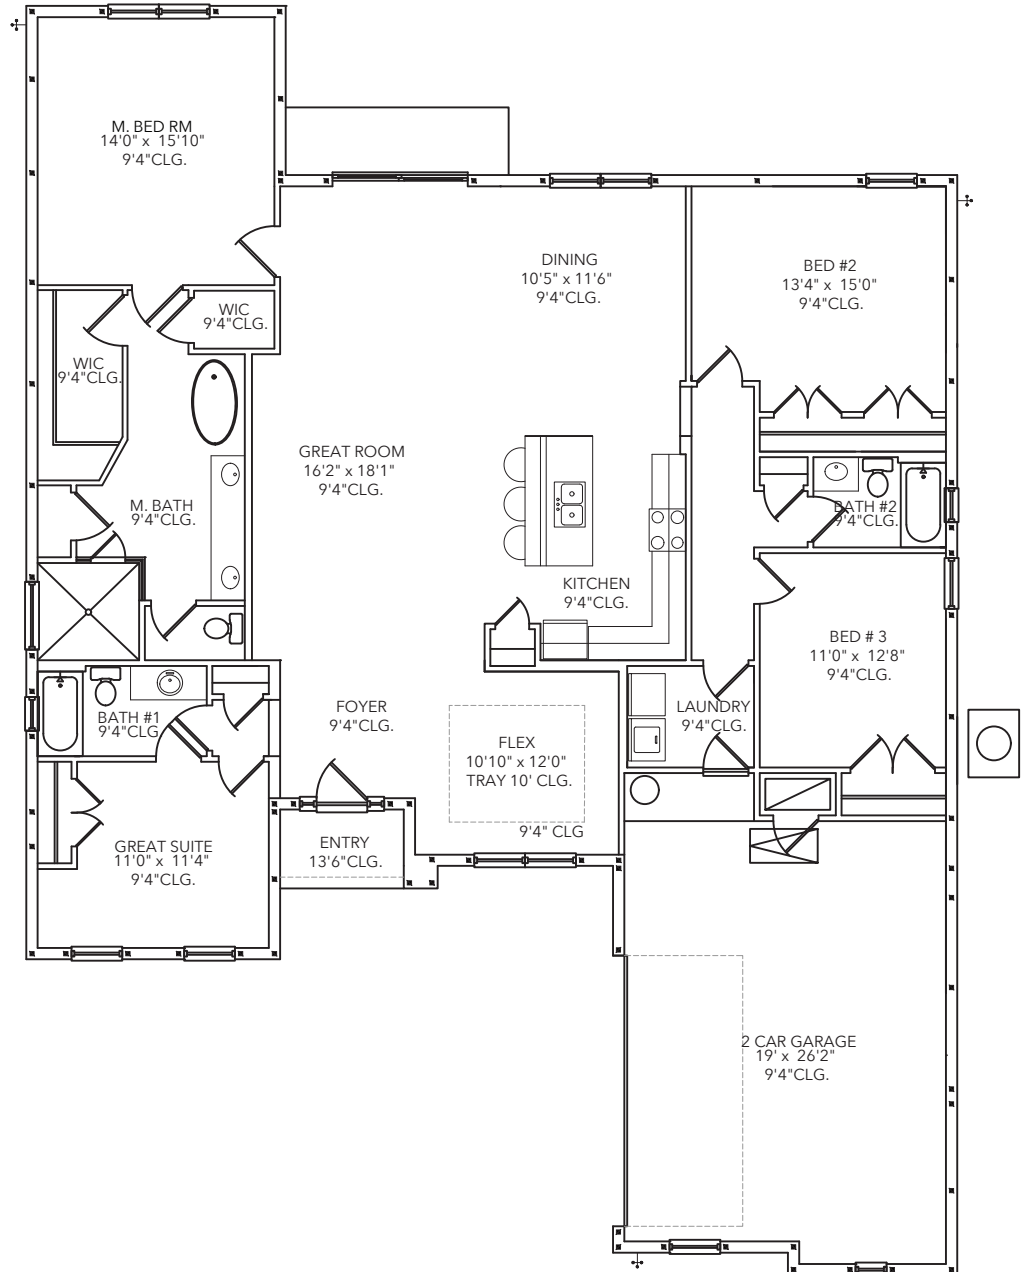 M. BED RM
14'0" x 15'10"
9'4"CLG.
DINING
10'5" x 11'6"
9'4"CLG.
BED #2
13'4" x 15'0"
9'4"CLG.
WIC
9'4"CLG.
WIC
9'4"CLG.
GREAT ROOM
16'2" x 18'1"
9'4"CLG.
M. BATH
9'4"CLG.
BATH #2
9'4"CLG.
KITCHEN
9'4"CLG.
BED # 3
11'0" x 12'8"
9'4"CLG.
BATH #1
9'4"CLG
FOYER
9'4"CLG.
LAUNDRY
9'4"CLG.
FLEX
10'10" x 12'0"
TRAY 10' CLG.
9'4" CLG
ENTRY
13'6"CLG.
GREAT SUITE
11'0" x 11'4"
9'4"CLG.
2 CAR GARAGE
19' x 26'2"
9'4"CLG.